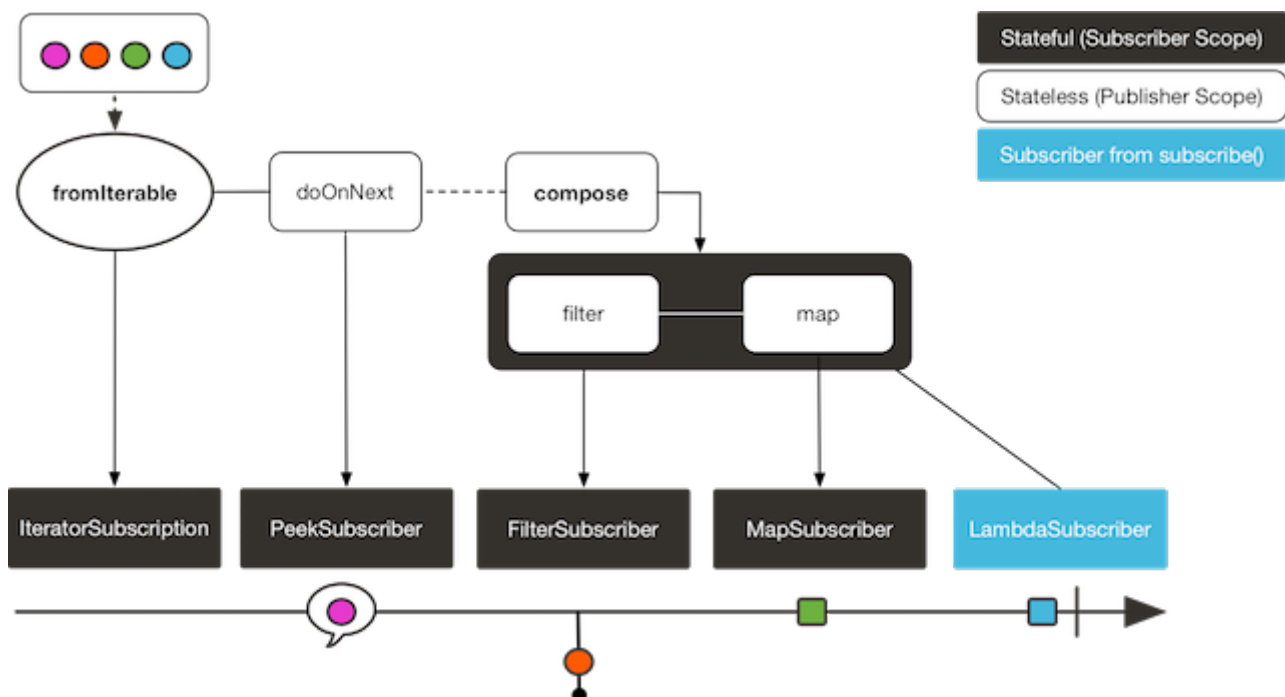 Stateful (Subscriber Scope)
Stateless (Publisher Scope)
Subscriber from subscribe()
fromIterable
doOnNext
compose
filter
map
IteratorSubscription
PeekSubscriber
FilterSubscriber
MapSubscriber
LambdaSubscriber